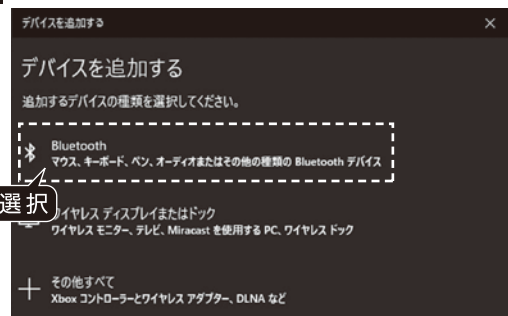 デバイスを追加する
デバイスを追加する
追加するデバイスの種類を選択してください。
Bluetooth
マウス、キーボード、ペン、オーディオまたはその他の種類の Bluetooth デバイス
選択
ワイヤレス ディスプレイまたはドック
ワイヤレス モニター、テレビ、Miracast を使用する PC、ワイヤレス ドック
その他すべて
Xbox コントローラーとワイヤレス アダプター、DLNA など